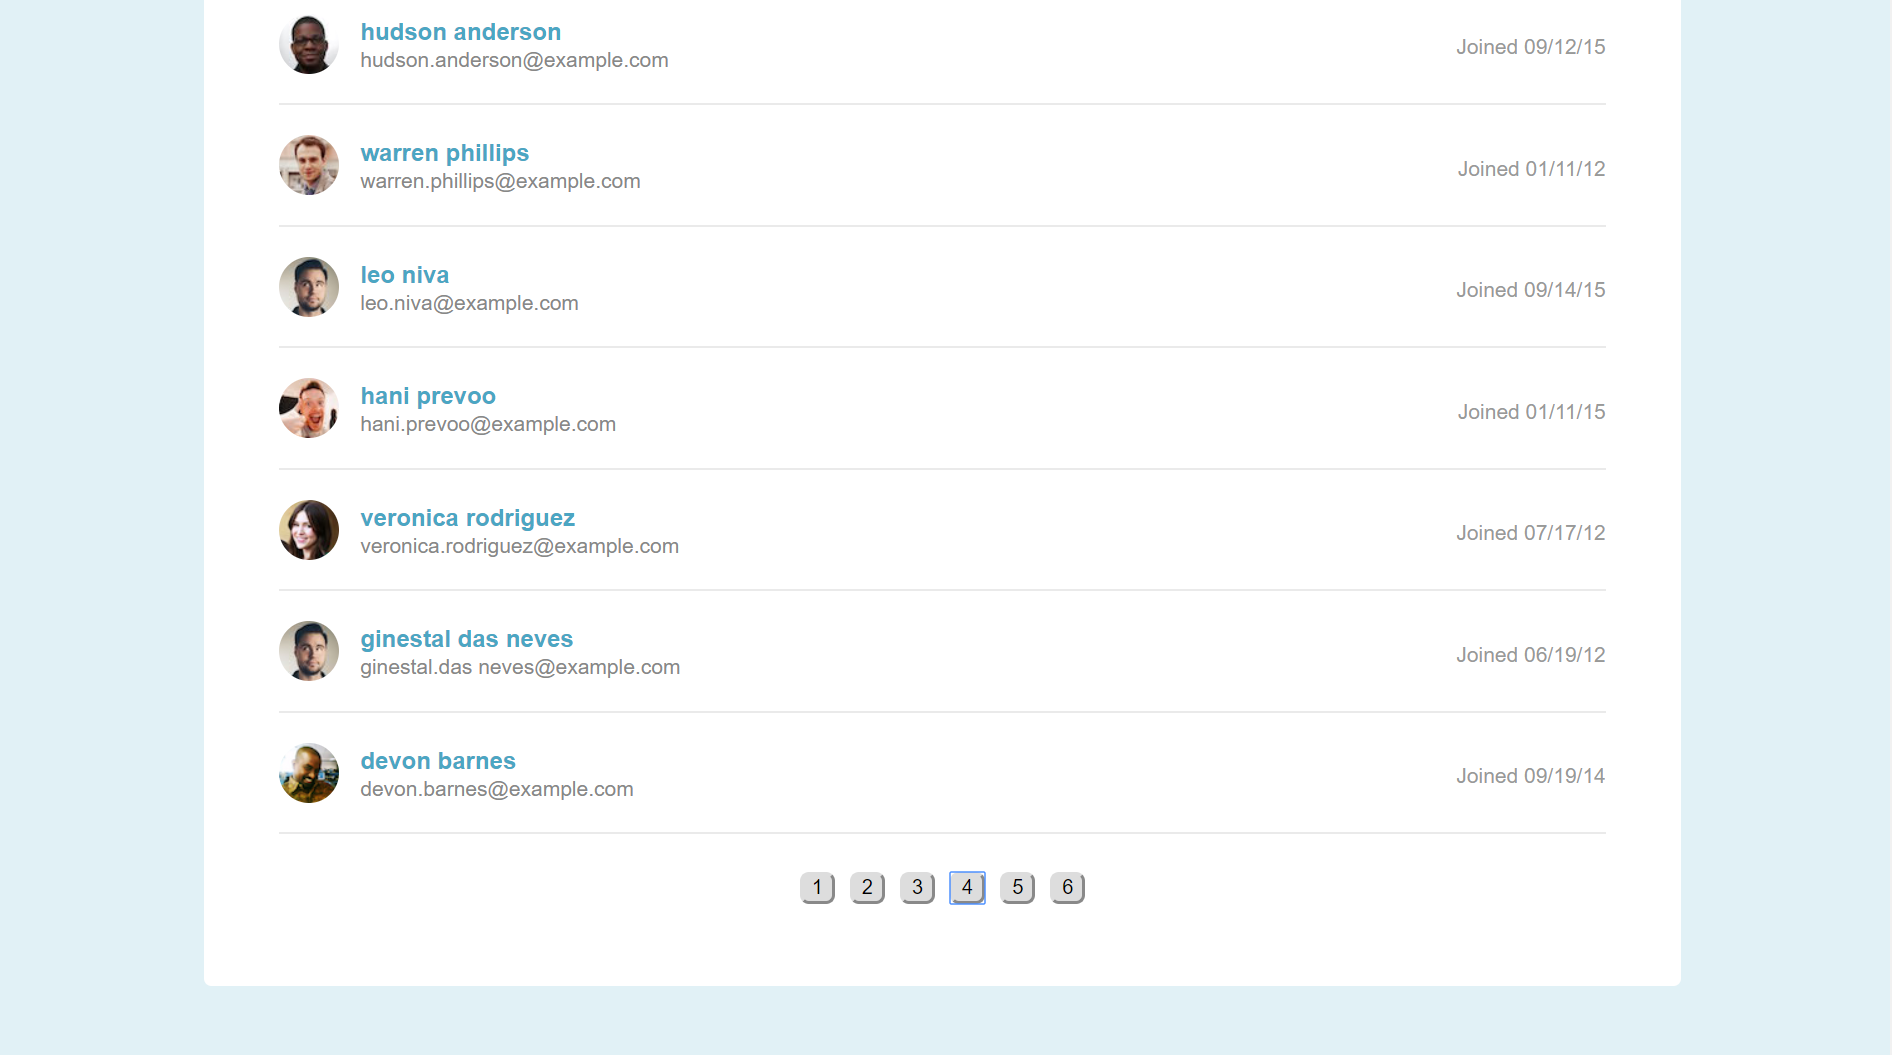 hudson anderson
hudson.anderson@example.com
Joined 09/12/15
warren phillips
warren.phillips@example.com
Joined 01/11/12
leo niva
leo.niva@example.com
Joined 09/14/15
hani prevoo
hani.prevoo@example.com
Joined 01/11/15
veronica rodriguez
veronica.rodriguez@example.com
Joined 07/17/12
ginestal das neves
ginestal.das neves@example.com
Joined 06/19/12
devon barnes
devon.barnes@example.com
Joined 09/19/14
1 2 3 4 5 6